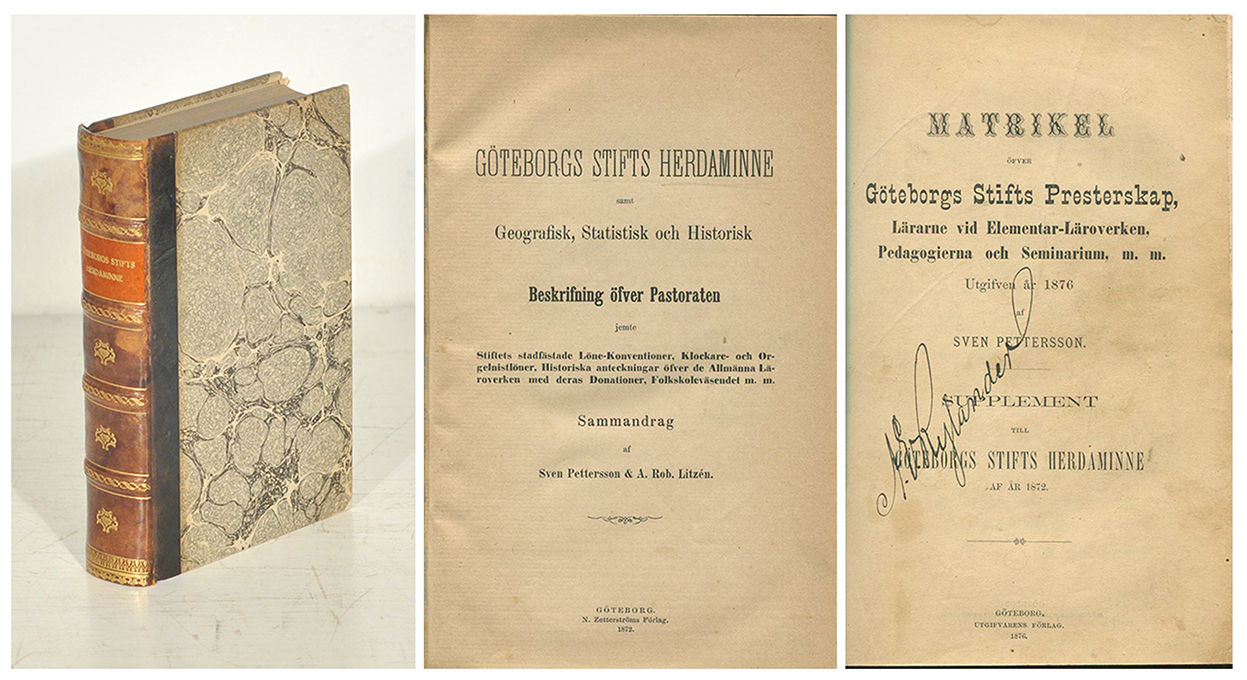 GÖTEBORGS STIFTS
HERDAMINNE
GÖTEBORGS STIFTS HERDAMINNE
samt
Geografisk, Statistisk och Historisk
Beskrifning öfver Pastoraten
jemte
Stiftets stadfästade Löne-Konventioner, Klockare- och Or-
gelnistlöner, Historiska anteckningar öfver de Allmänna Lä-
roverken med deras Donationer, Folkskoleväsendet m. m.
Sammandrag
af
Sven Pettersson & A. Rob. Litzén.
GÖTEBORG.
N. Zetterströms Förlag.
1872.
MATRIKEL
ÖFVER
Göteborgs Stifts Presterskap,
Lärarne vid Elementar-Läroverken,
Pedagogierna och Seminarium, m. m.
Utgifven år 1876
af
SVEN PETTERSSON.
SUPPLEMENT
TILL
GÖTEBORGS STIFTS HERDAMINNE
AF ÅR 1872.
GÖTEBORG.
UTGIFVARENS FÖRLAG.
1876.